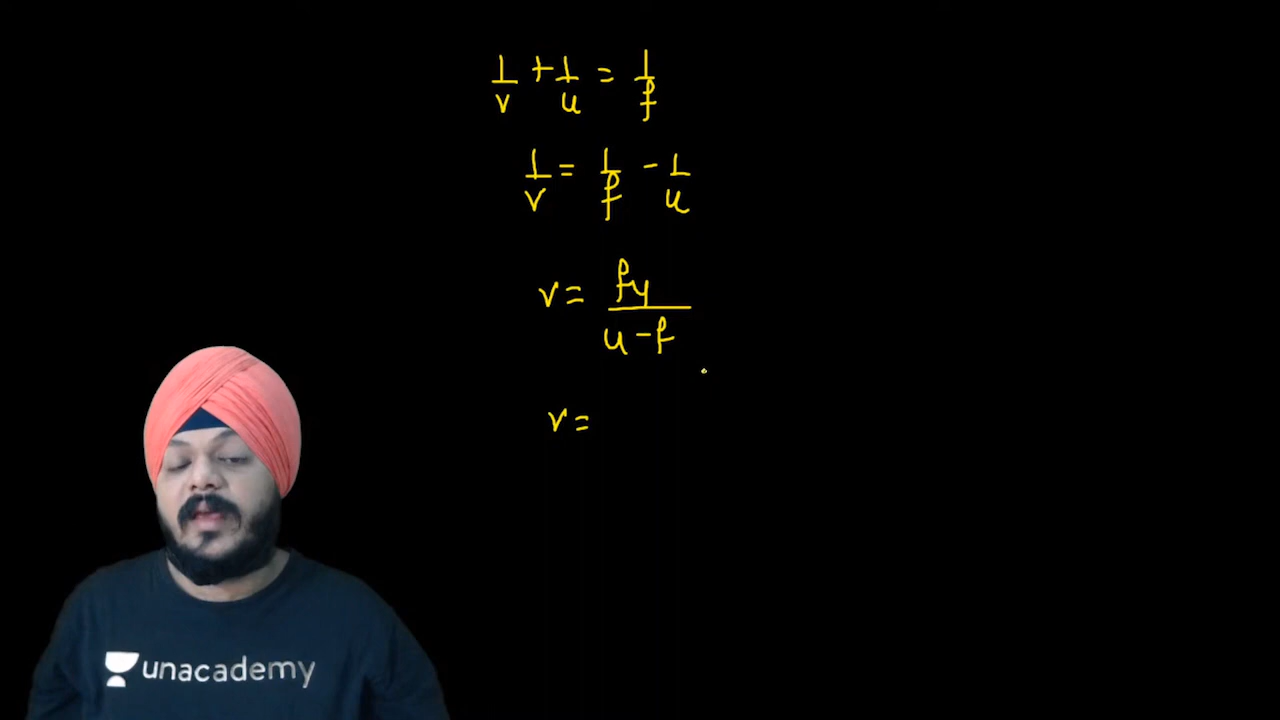 1/v + 1/u = 1/f
1/v = 1/f - 1/u
v = fu/u-f
v =
unacademy